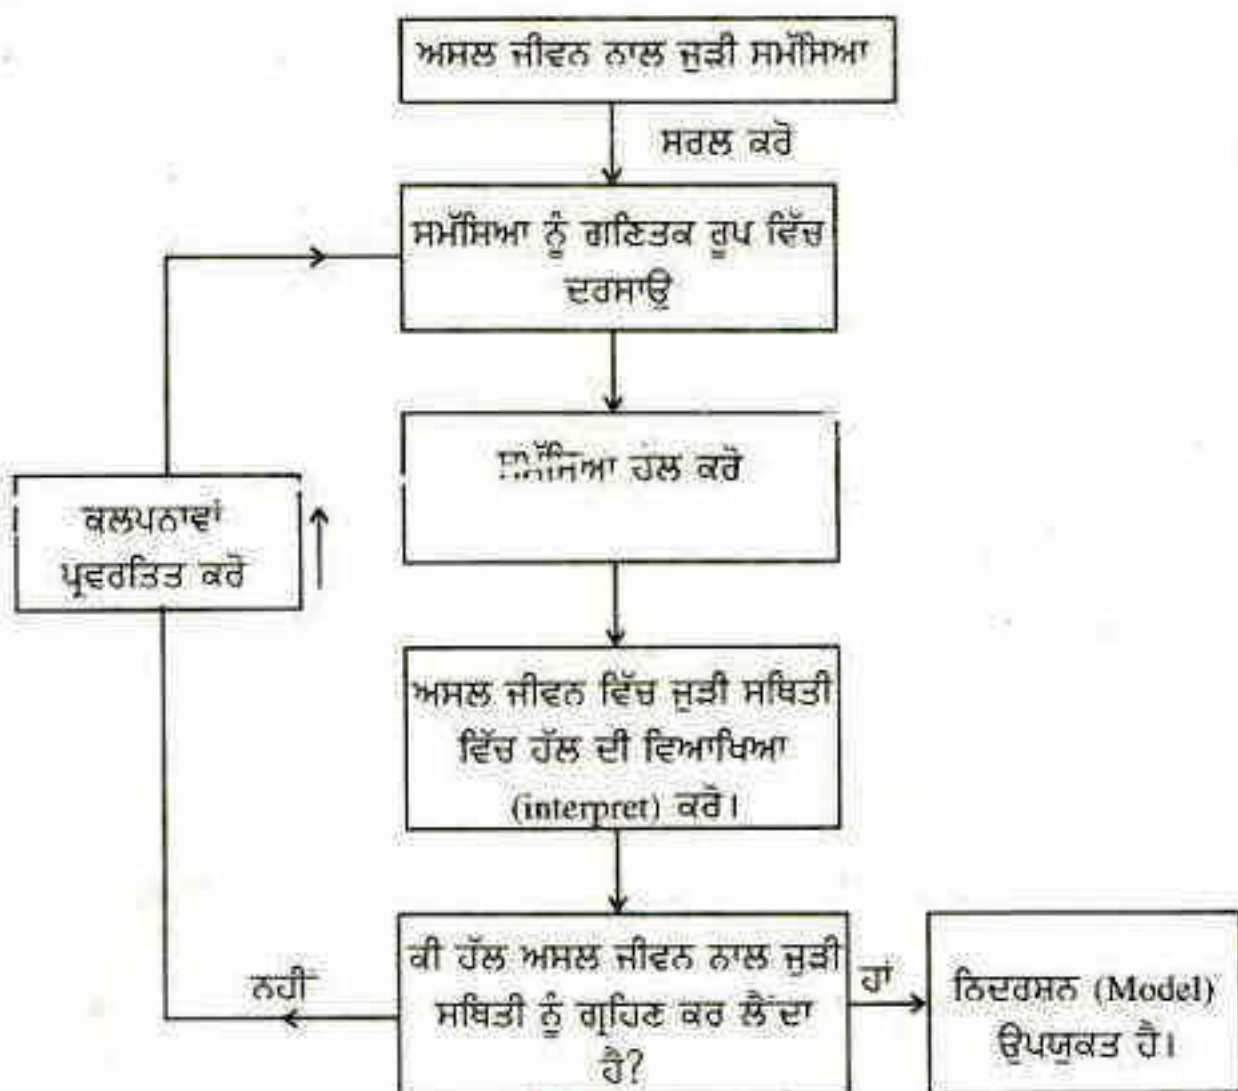 ਅਸਲ ਜੀਵਨ ਨਾਲ ਜੁੜੀ ਸਮੱਸਿਆ
ਸਰਲ ਕਰੋ
ਸਮੱਸਿਆ ਨੂੰ ਗਣਿਤਕ ਰੂਪ ਵਿੱਚ
ਦਰਸਾਉ
ਹਲ ਕਰੋ
ਕਲਪਨਾਵਾਂ
ਪ੍ਰਵਰਤਿਤ ਕਰੋ
ਅਸਲ ਜੀਵਨ ਵਿੱਚ ਜੁੜੀ ਸਥਿਤੀ
ਵਿੱਚ ਹੱਲ ਦੀ ਵਿਆਖਿਆ
(interpret) ਕਰੋ।
ਕੀ ਹੱਲ ਅਸਲ ਜੀਵਨ ਨਾਲ ਜੁੜੀ
ਸਥਿਤੀ ਨੂੰ ਗ੍ਰਹਿਣ ਕਰ ਲੈਂਦਾ
ਹੈ?
ਨਹੀ
ਹਾਂ
ਨਿਦਰਸ਼ਨ (Model)
ਉਪਯੁਕਤ ਹੈ।